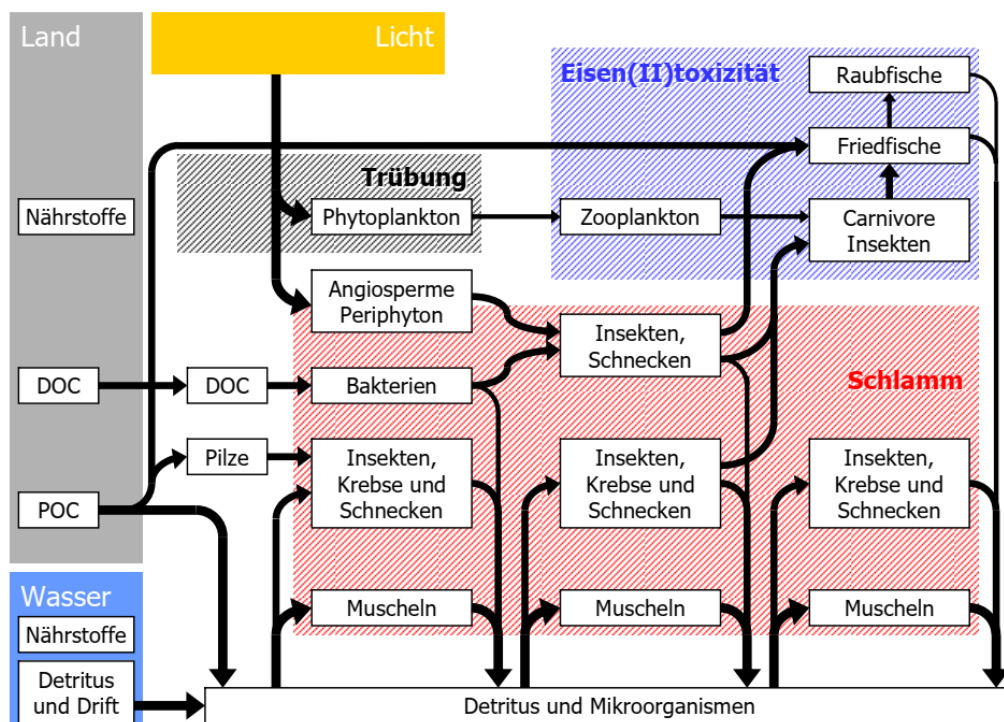 Land
Licht
Eisen(II)toxizität
Raubfische
Friedfische
Trübung
Nährstoffe
Phytoplankton
Zooplankton
Carnivore
Insekten
Angiosperme
Periphyton
Insekten,
Schnecken
DOC
DOC
Bakterien
Schlamm
Pilze
POC
Insekten,
Krebse und
Schnecken
Insekten,
Krebse und
Schnecken
Insekten,
Krebse und
Schnecken
Wasser
Nährstoffe
Muscheln
Muscheln
Muscheln
Detritus
und Drift
Detritus und Mikroorganismen